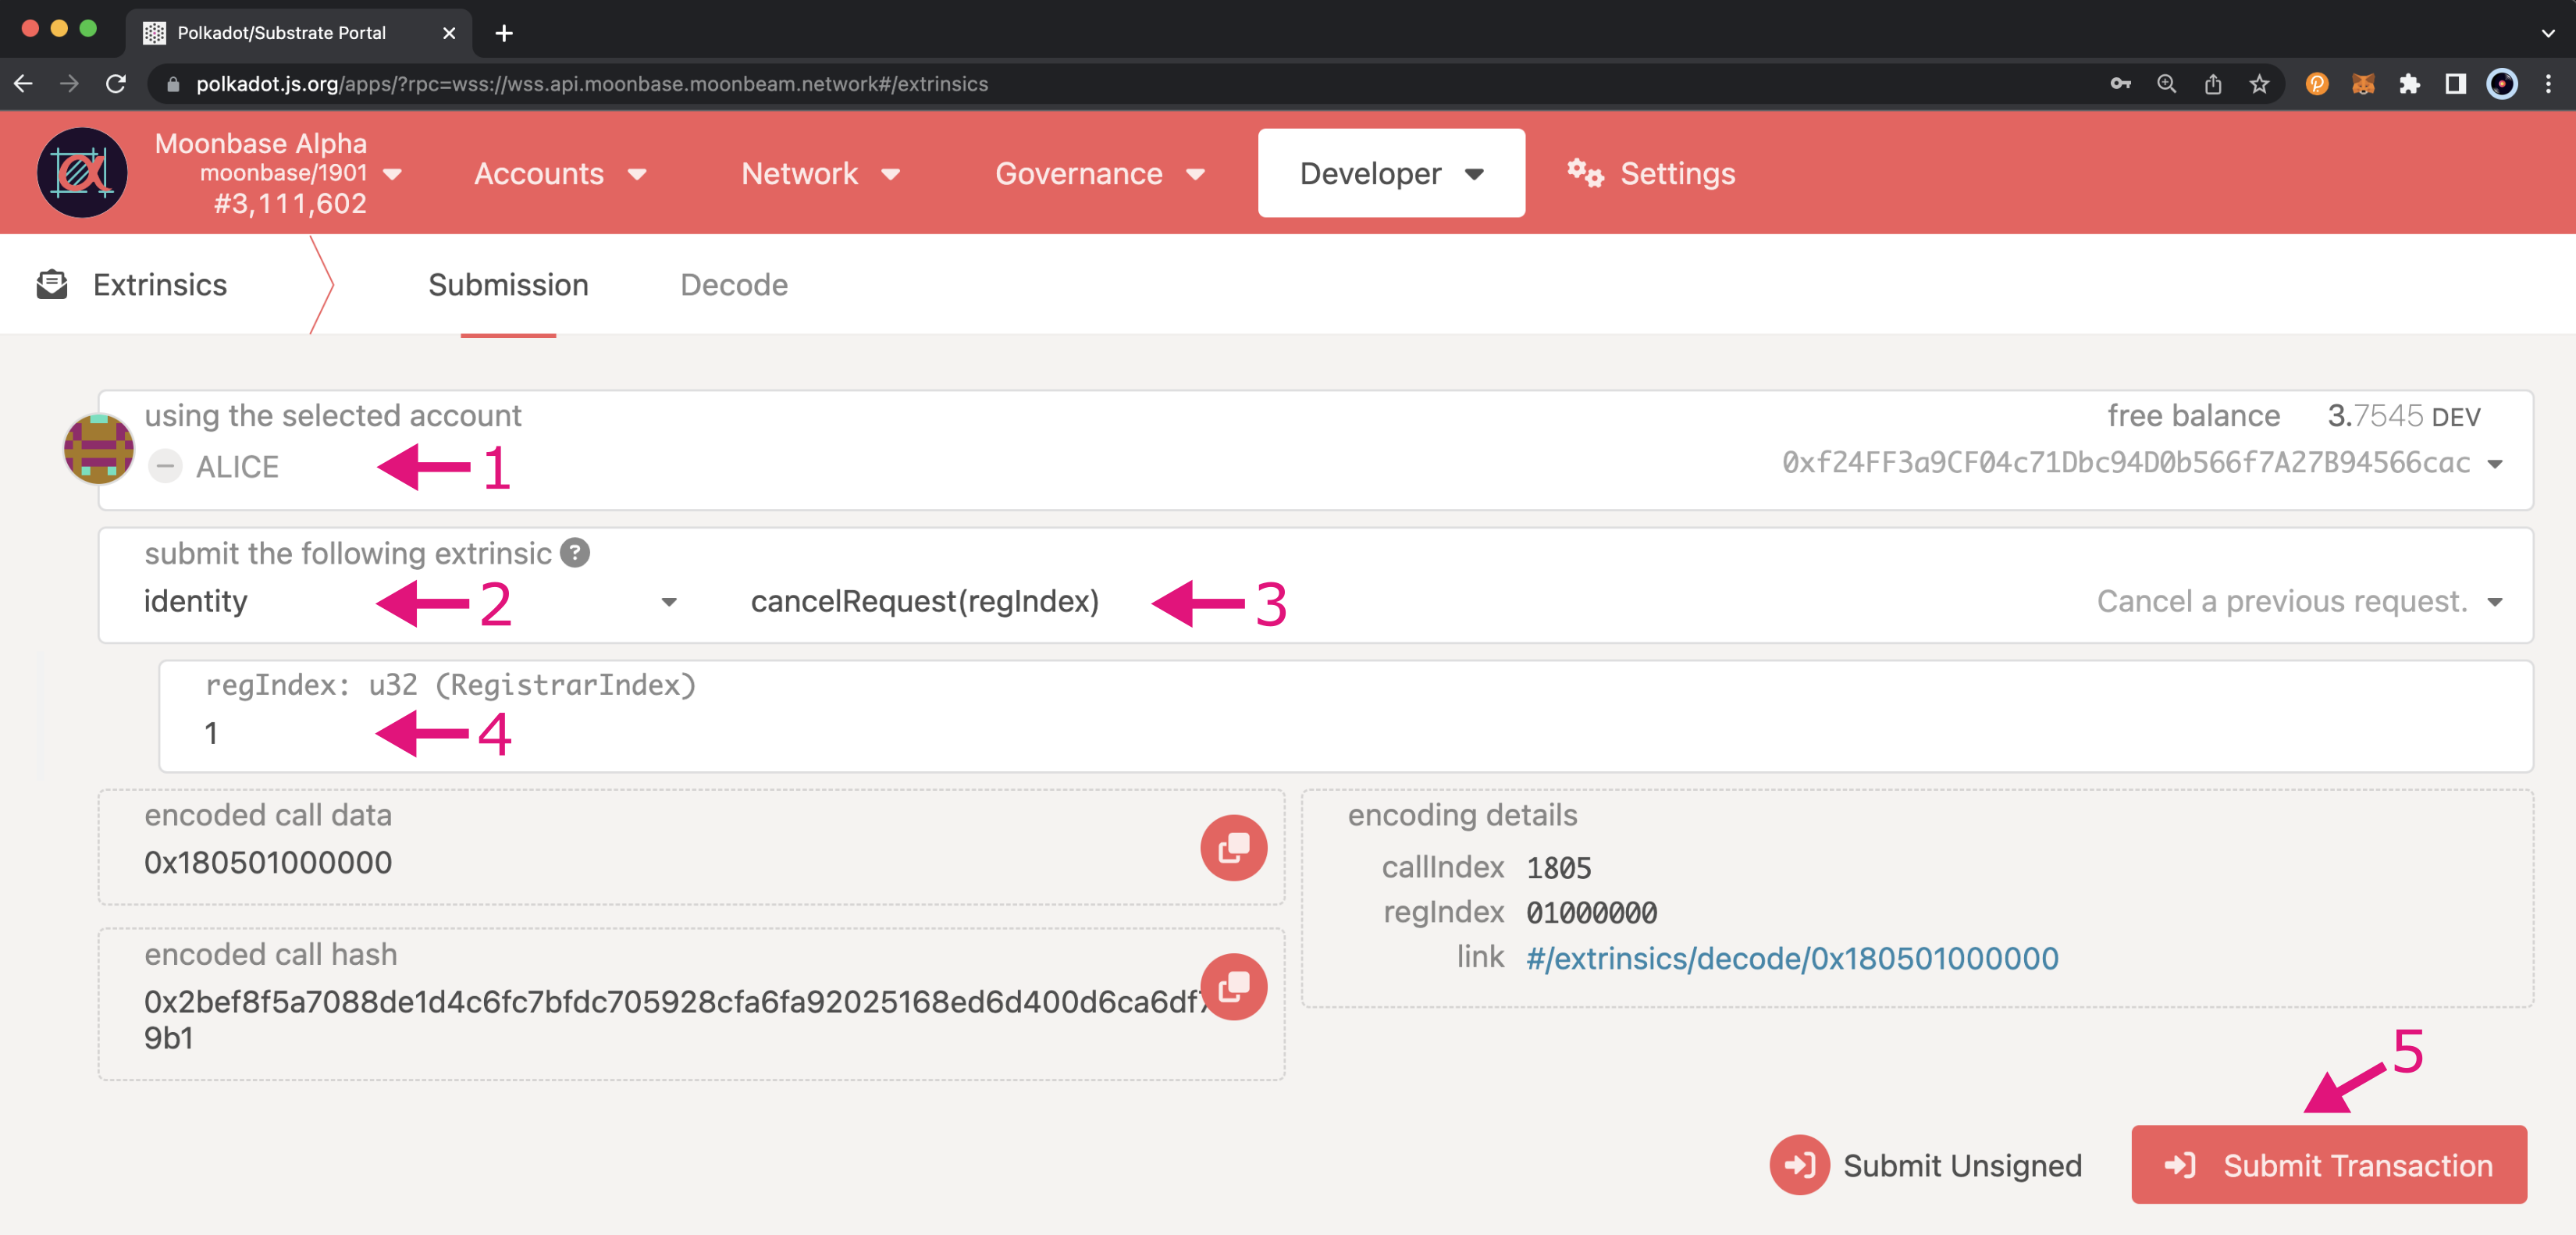 Polkadot/Substrate Portal
polkadot.js.org/apps/?rpc=wss://wss.api.moonbase.moonbeam.network#/extrinsics
Moonbase Alpha
moonbase/1901
#3,111,602
Accounts
Network
Governance
Developer
Settings
Extrinsics
Submission
Decode
using the selected account
free balance 3.7545 DEV
ALICE
1
0xf24FF3a9CF04c71Dbc94D0b566f7A27B94566cac
submit the following extrinsic ?
identity
2
cancelRequest(regIndex)
3
Cancel a previous request.
regIndex: u32 (RegistrarIndex)
1
4
encoded call data
0x180501000000
encoding details
callIndex 1805
regIndex 01000000
link #/extrinsics/decode/0x180501000000
encoded call hash
0x2bef8f5a7088de1d4c6fc7bfdc705928cfa6fa92025168ed6d400d6ca6df
9b1
5
Submit Unsigned
Submit Transaction